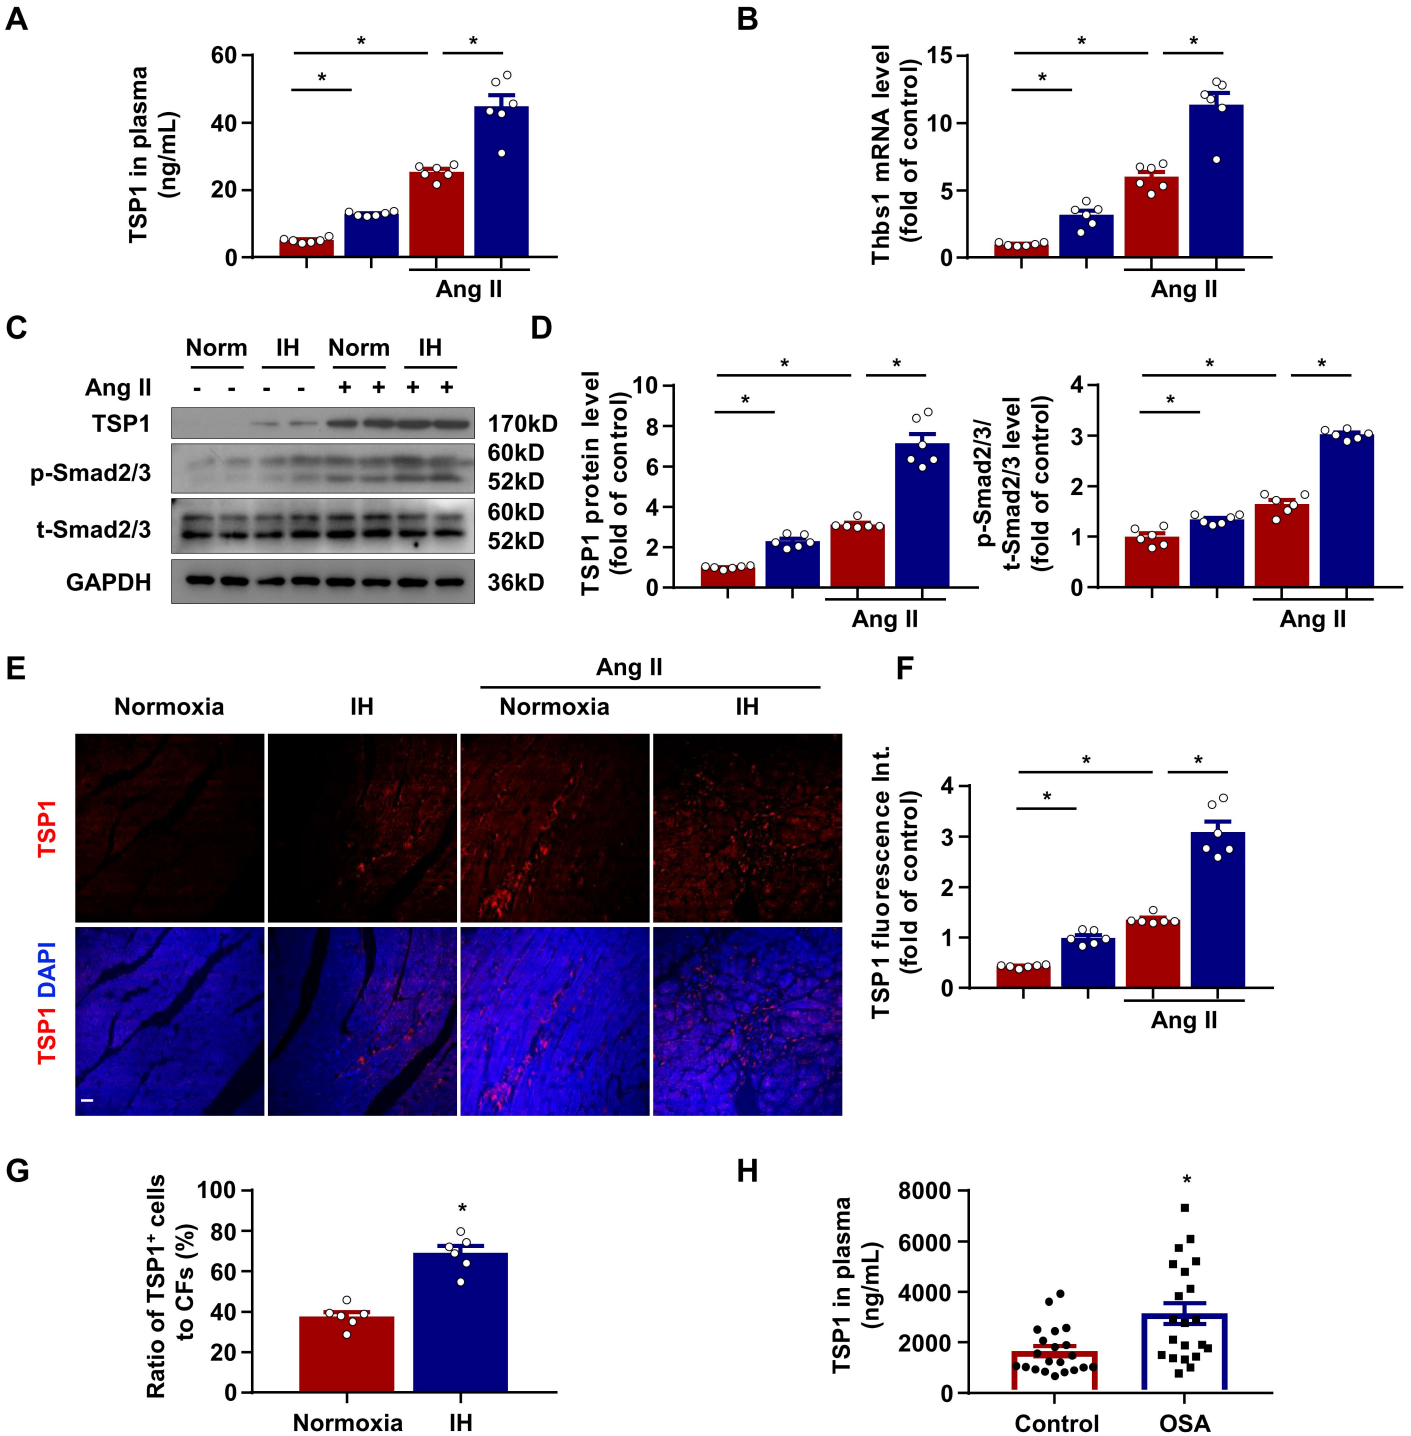 A
TSP1 in plasma
(ng/mL)
60
40
20
0
*
*
*
Ang II
B
Thbs1 mRNA level
(fold of control)
15
10
5
0
*
*
*
Ang II
C
Norm IH Norm IH
Ang II - - - - + + + +
TSP1 170kD
p-Smad2/3 60kD
52kD
t-Smad2/3 60kD
52kD
GAPDH 36kD
D
TSP1 protein level
(fold of control)
10
8
6
4
2
0
*
*
*
Ang II
p-Smad2/3/
t-Smad2/3 level
(fold of control)
4
3
2
1
0
*
*
*
Ang II
E
Ang II
Normoxia IH Normoxia IH
TSP1
TSP1 DAPI
F
TSP1 fluorescence Int.
(fold of control)
4
3
2
1
0
*
*
*
Ang II
G
Ratio of TSP1⁺ cells
to CFs (%)
100
80
60
40
20
0
*
Normoxia IH
H
TSP1 in plasma
(ng/mL)
8000
6000
4000
2000
0
*
Control OSA